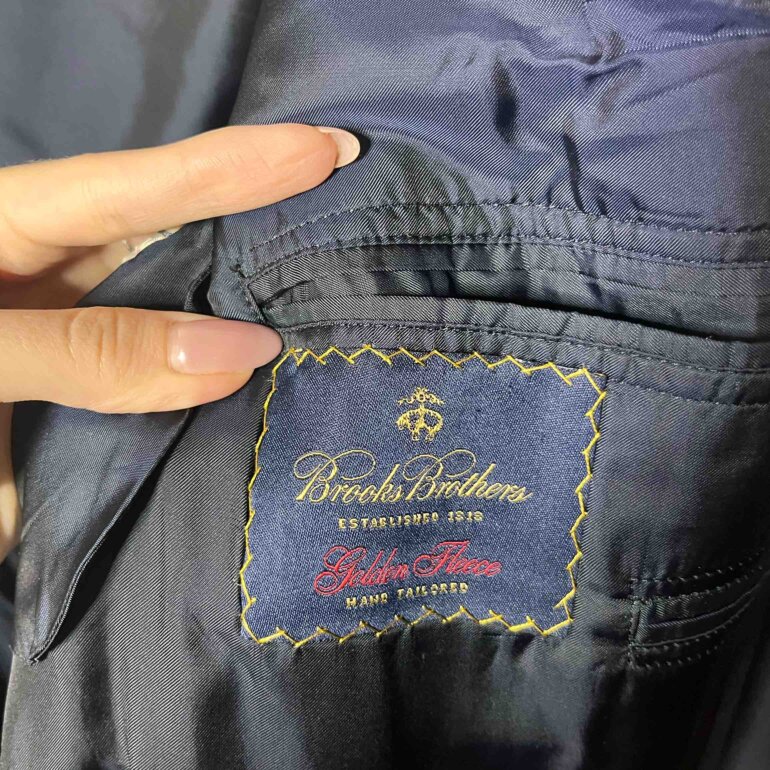 Brooks Brothers
ESTABLISHED 1818
Golden Fleece
HAND TAILORED